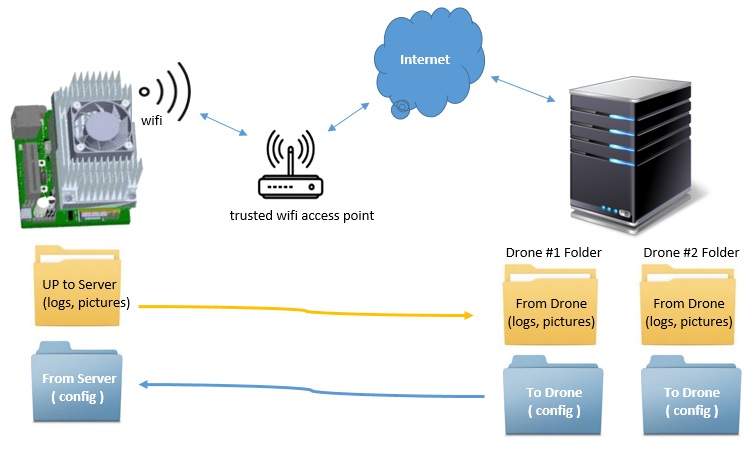 Internet
wifi
trusted wifi access point
Drone #1 Folder
Drone #2 Folder
UP to Server
(logs, pictures)
From Drone
(logs, pictures)
From Drone
(logs, pictures)
From Server
( config )
To Drone
( config )
To Drone
( config )